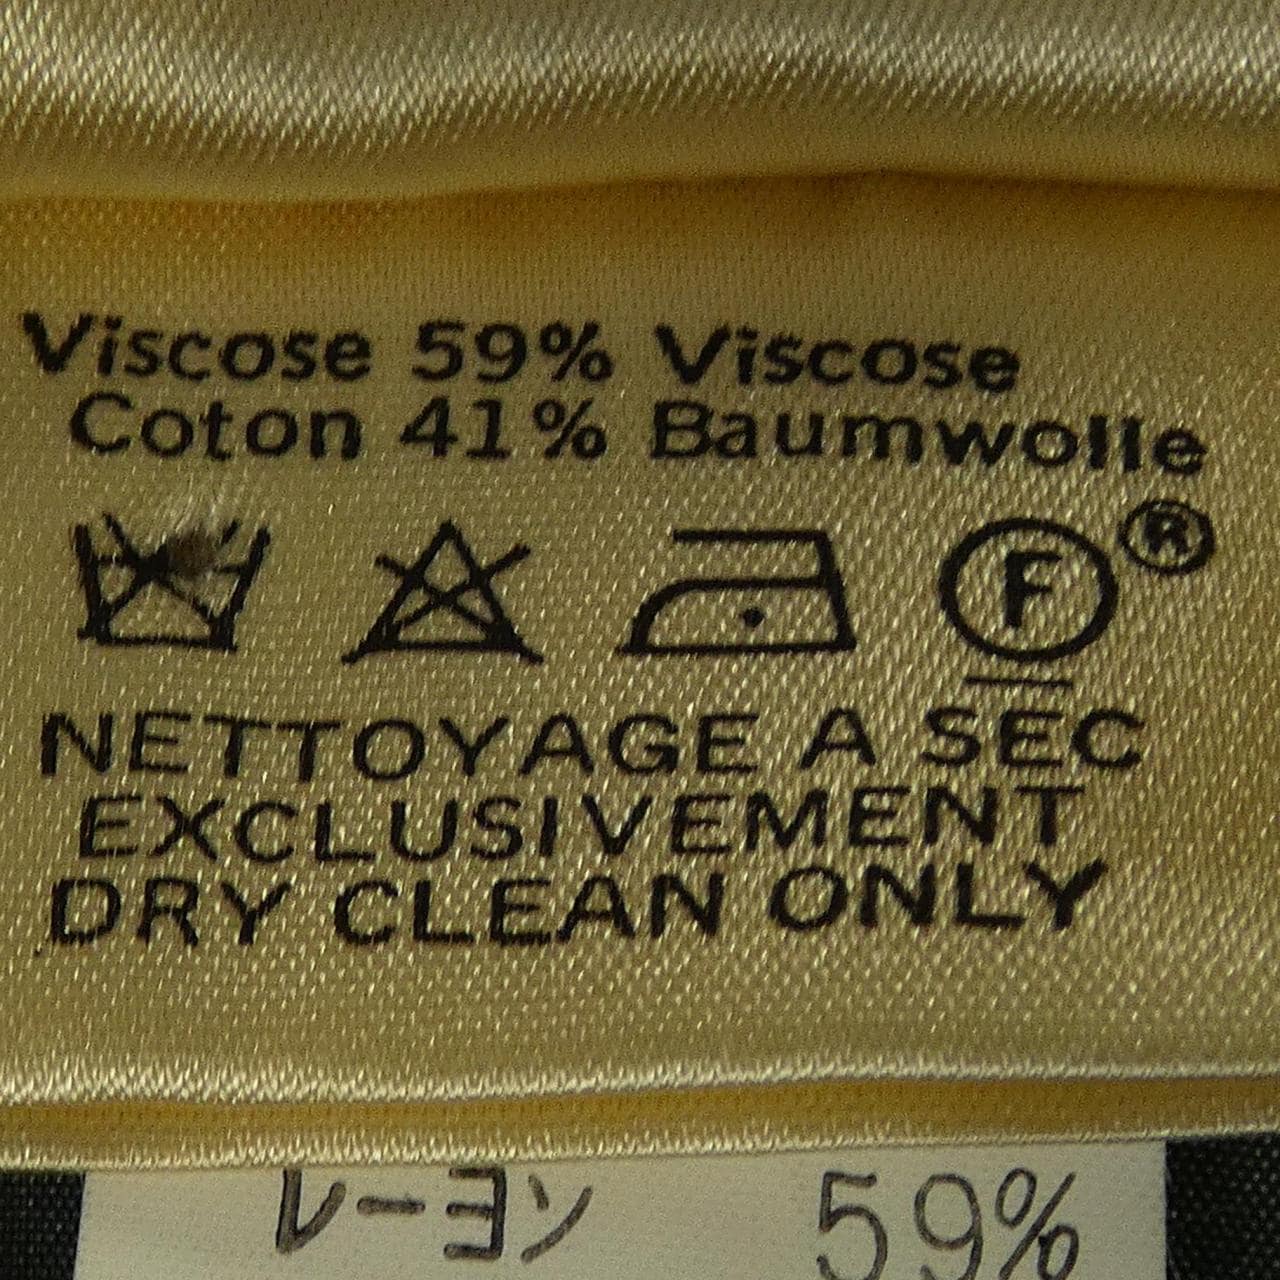 Viscose 59% Viscose
Coton 41% Baumwolle
F ®
NETTOYAGE A SEC
EXCLUSIVEMENT
DRY CLEAN ONLY
レーヨン 59%